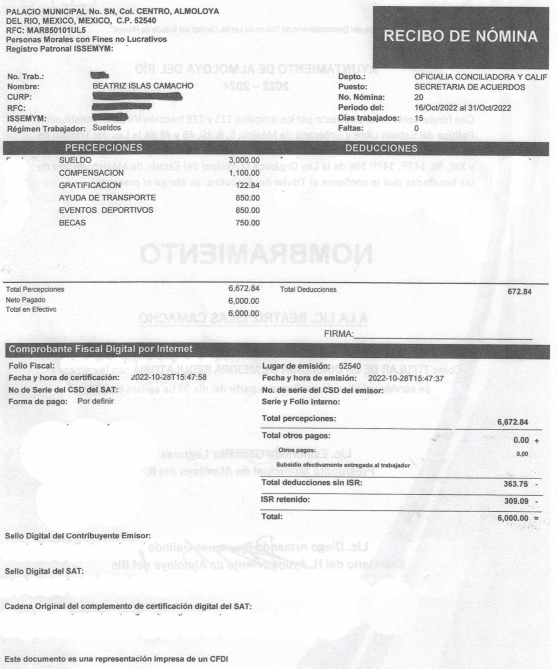 PALACIO MUNICIPAL No. SN, Col. CENTRO, ALMOLOYA
DEL RIO, MEXICO, MEXICO, C.P. 52540
RFC: MAR850101UL5
Personas Morales con Fines no Lucrativos
Registro Patronal ISSEMYM:
RECIBO DE NÓMINA
No. Trab.:
Nombre: BEATRIZ ISLAS CAMACHO
CURP:
RFC:
ISSEMYM:
Régimen Trabajador: Sueldos
Depto.: OFICIALIA CONCILIADORA Y CALIF
Puesto: SECRETARIA DE ACUERDOS
No. Nómina: 20
Periodo del: 16/Oct/2022 al 31/Oct/2022
Días trabajados: 15
Faltas: 0
PERCEPCIONES DEDUCCIONES
SUELDO 3,000.00
COMPENSACION 1,100.00
GRATIFICACION 122.84
AYUDA DE TRANSPORTE 850.00
EVENTOS DEPORTIVOS 850.00
BECAS 750.00
NOMBRAMIENTO
Total Percepciones 6,672.84 Total Deducciones 672.84
Neto Pagado 6,000.00
Total en Efectivo 6,000.00
A LA LIC. BEATRIZ ISLAS CAMACHO
FIRMA:
Comprobante Fiscal Digital por Internet
Folio Fiscal:
Fecha y hora de certificación: 2022-10-28T15:47:58
No de Serie del CSD del SAT:
Forma de pago: Por definir
Lugar de emisión: 52540
Fecha y hora de emisión: 2022-10-28T15:47:37
No. de serie del CSD del emisor:
Serie y Folio interno:
Total percepciones: 6,672.84
Total otros pagos: 0.00 +
Otros pagos: 0.00
Subsidio efectivamente entregado al trabajador
Total deducciones sin ISR: 363.75 -
ISR retenido: 309.09 -
Total: 6,000.00 =
Sello Digital del Contribuyente Emisor:
Sello Digital del SAT:
Cadena Original del complemento de certificación digital del SAT:
Este documento es una representación impresa de un CFDI